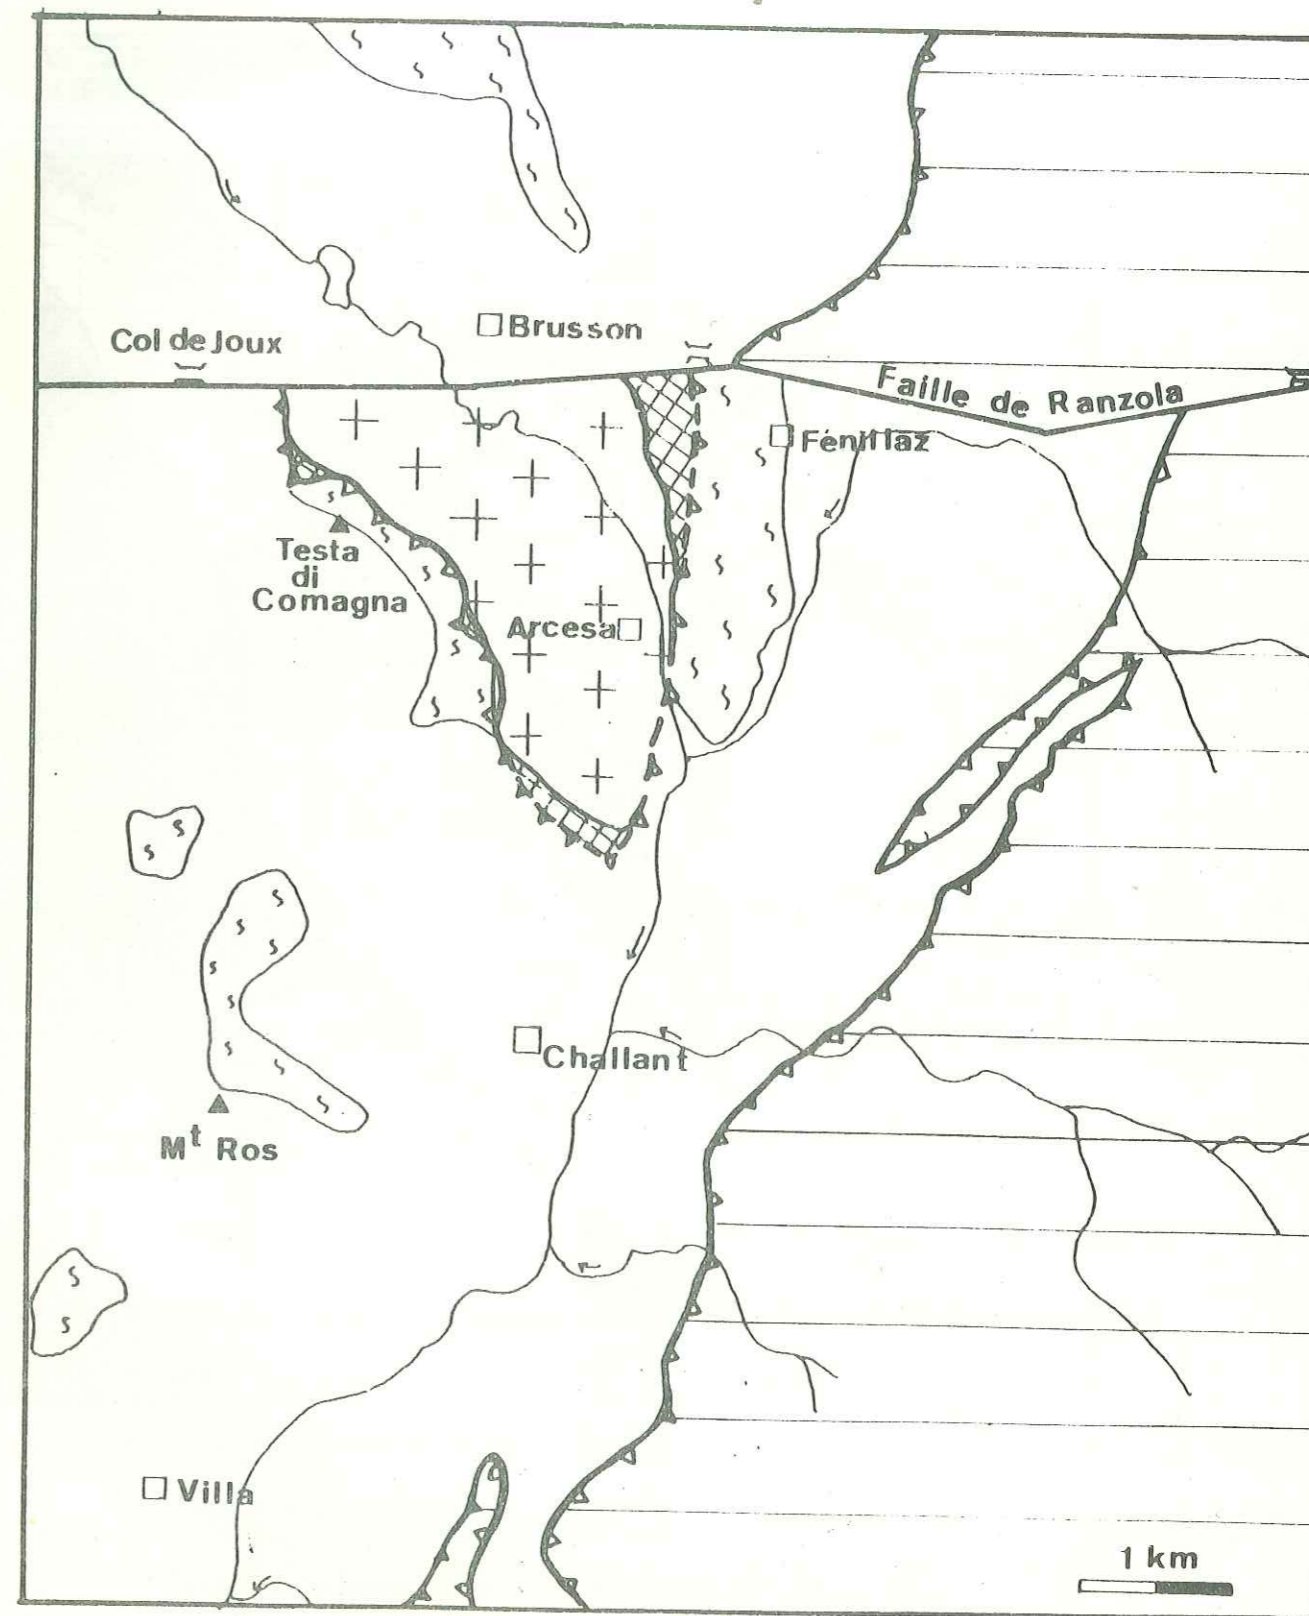 Brusson
Col de Joux
Faille de Ranzola
Fénillaz
Testa
di
Comagna
Arcesa
Challant
Mt Ros
Villa
1 km